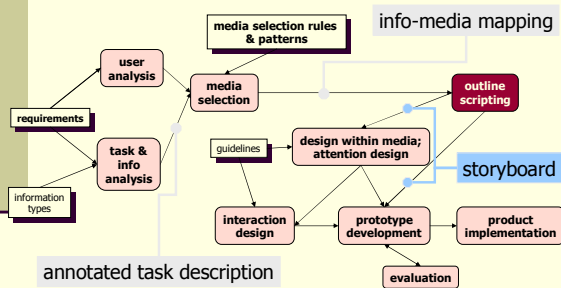 media selection rules
& patterns
info-media mapping
user
analysis
media
selection
outline
scripting
requirements
task &
info
analysis
guidelines
design within media;
attention design
storyboard
information
types
interaction
design
prototype
development
product
implementation
annotated task description
evaluation